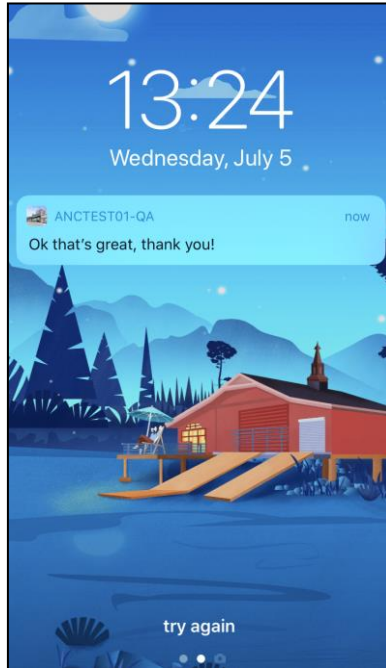 13:24
Wednesday, July 5
ANCTEST01-QA now
Ok that's great, thank you!
try again